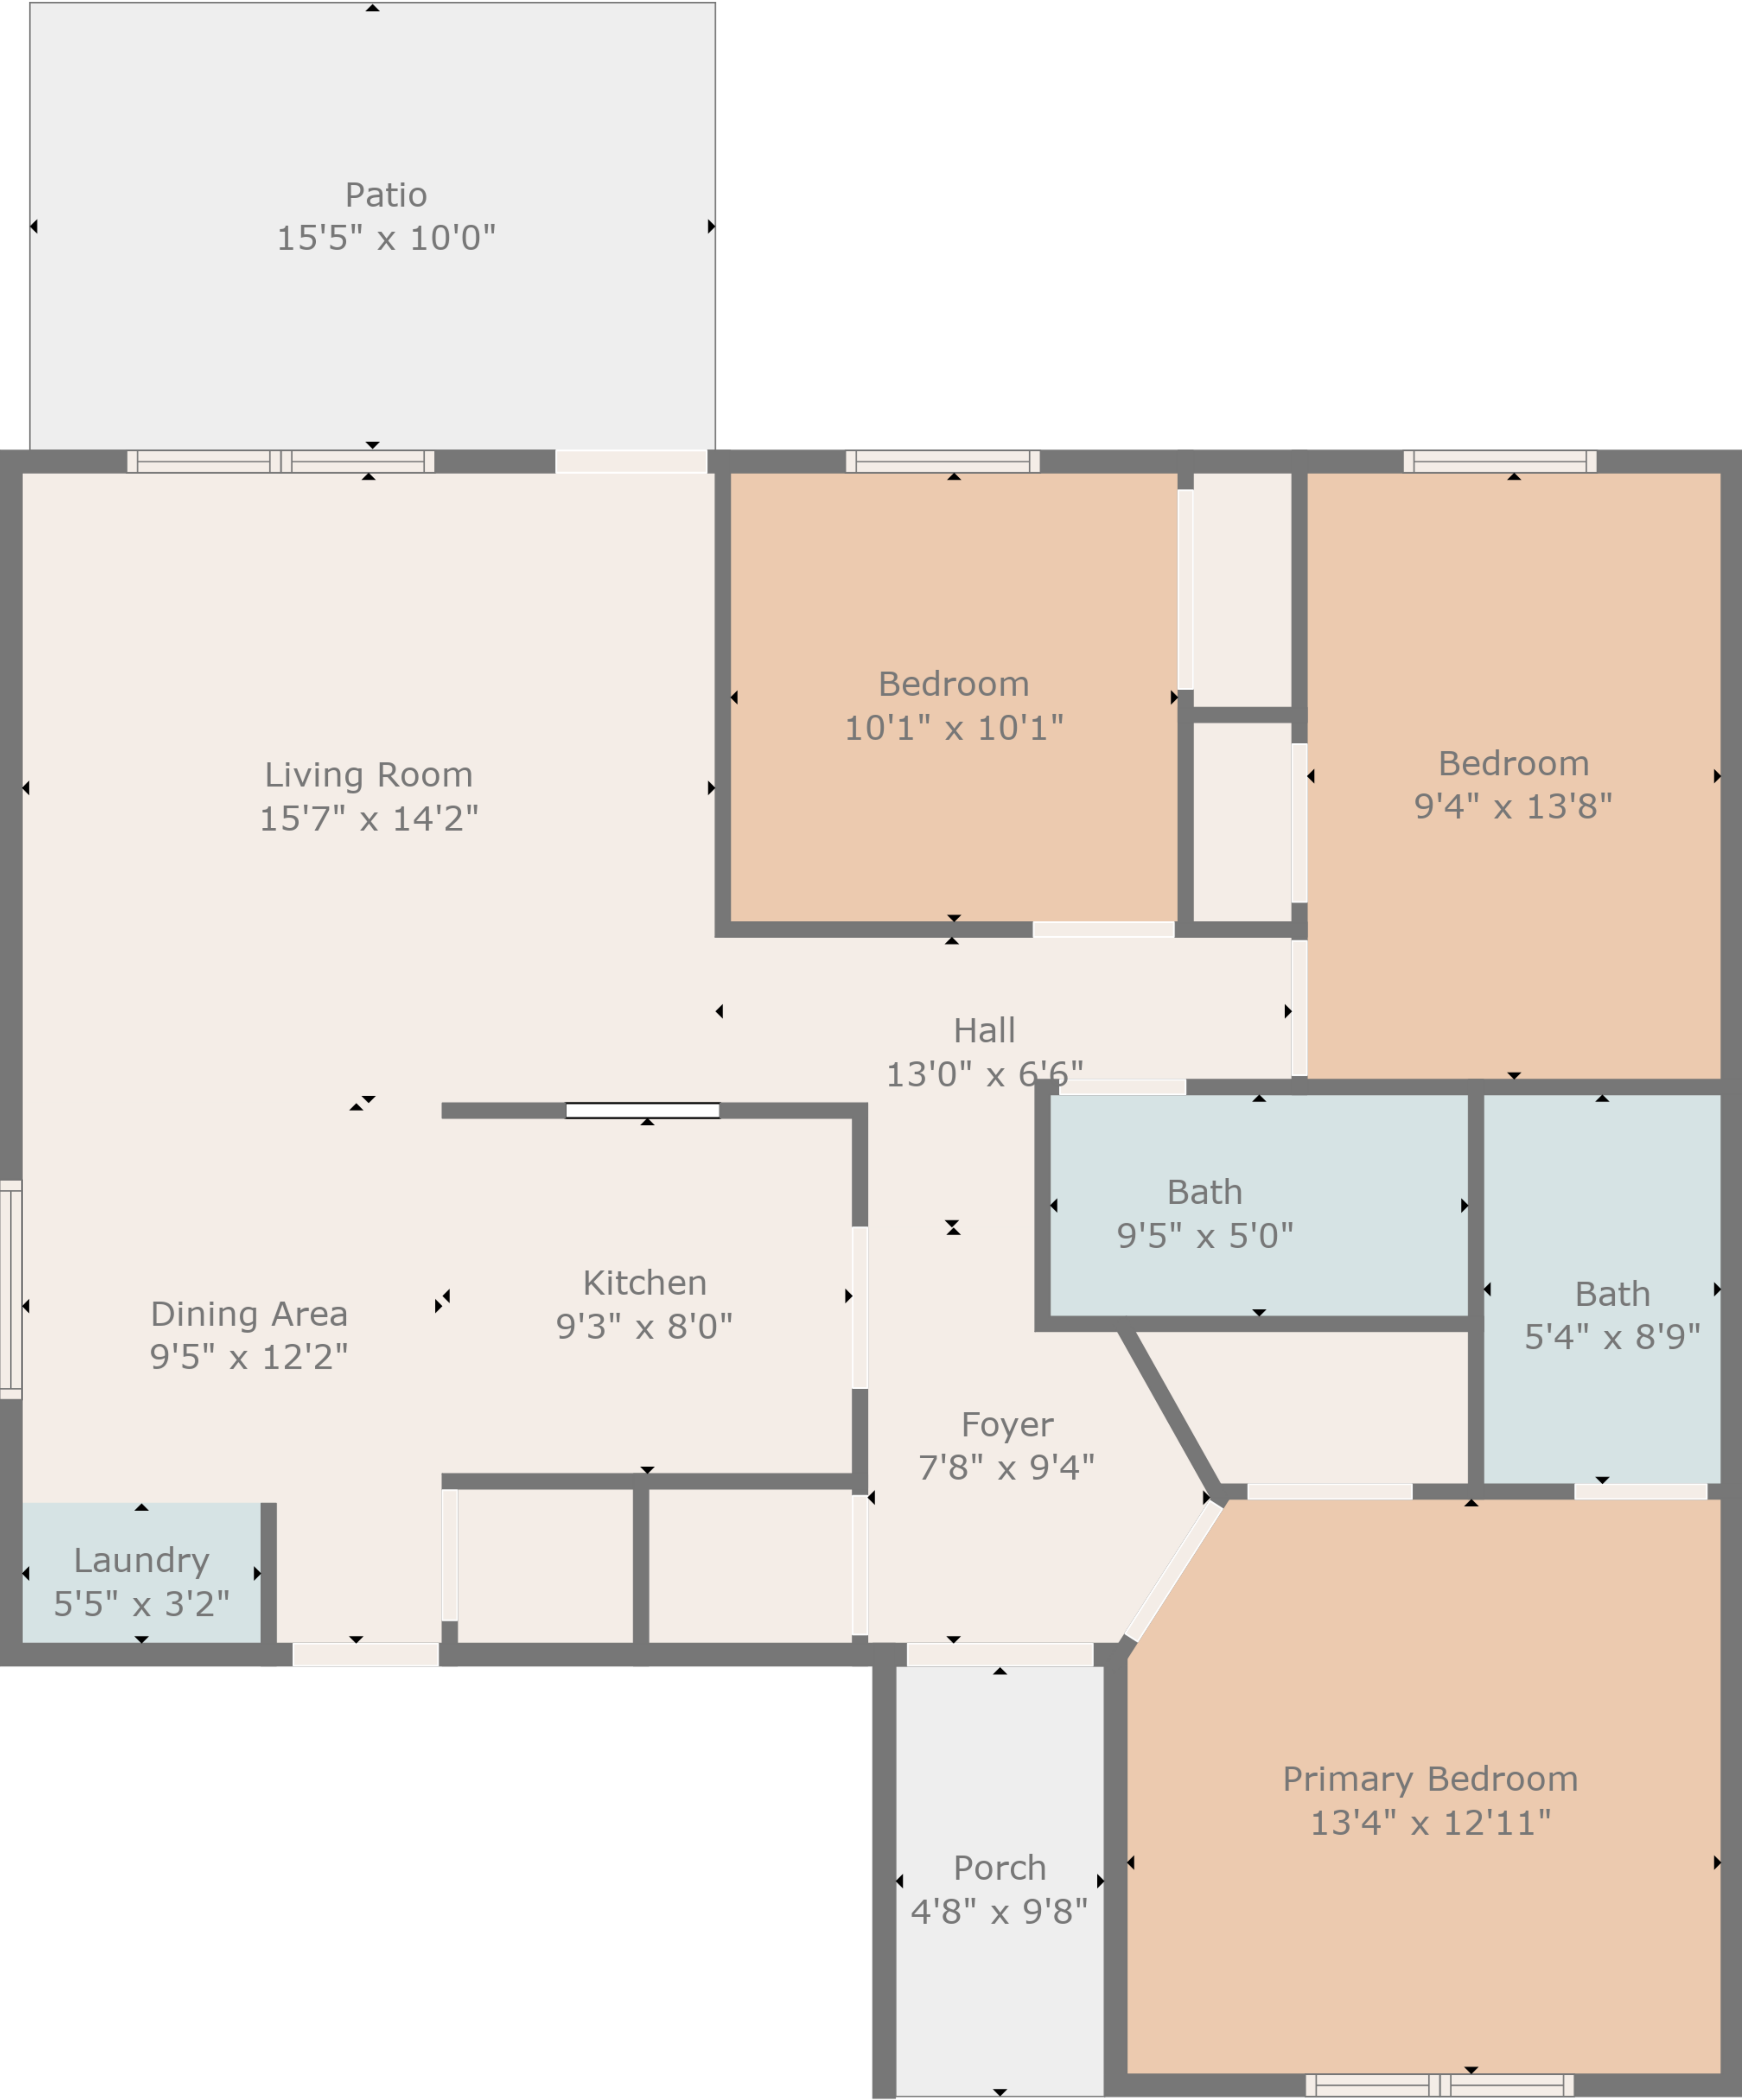 Patio
15'5" x 10'0"
Bedroom
10'1" x 10'1"
Living Room
15'7" x 14'2"
Bedroom
9'4" x 13'8"
Hall
13'0" x 6'6"
Bath
9'5" x 5'0"
Kitchen
9'3" x 8'0"
Dining Area
9'5" x 12'2"
Bath
5'4" x 8'9"
Foyer
7'8" x 9'4"
Laundry
5'5" x 3'2"
Primary Bedroom
13'4" x 12'11"
Porch
4'8" x 9'8"